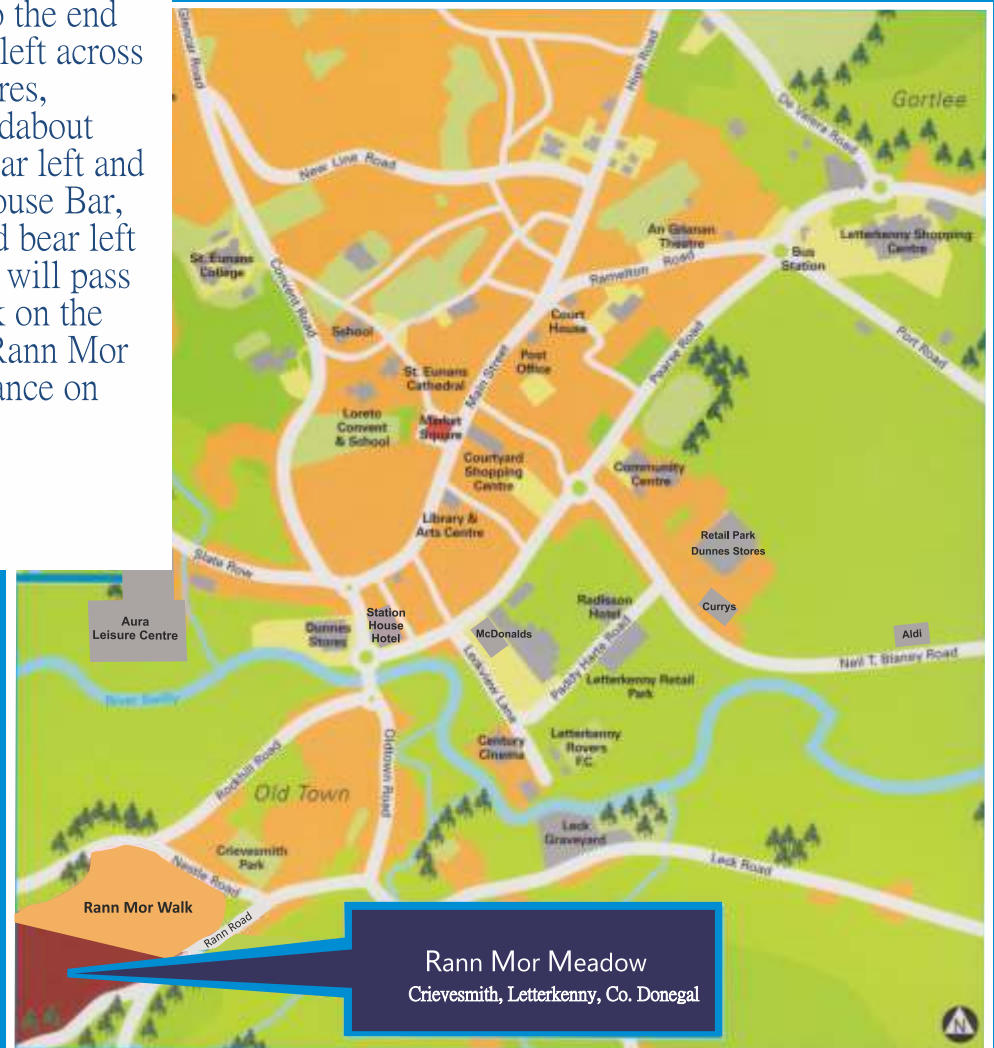 o the end
left across
res,
dabout
ar left and
ouse Bar,
d bear left
will pass
k on the
Rann Mor
ance on
Glencar Road
High Road
De Valera Road
Gortlee
New Line Road
An Grianan
Theatre
Ramelton Road
Bus
Station
Letterkenny Shopping
Centre
St. Eunans
College
Convent Road
School
Court
House
Port Road
Post
Office
Pearse Road
St. Eunans
Cathedral
Main Street
Loreto
Convent
& School
Market
Square
Courtyard
Shopping
Centre
Community
Centre
Library &
Arts Centre
Retail Park
Dunnes Stores
Slate Row
Aura
Leisure Centre
Dunnes
Stores
Station
House
Hotel
McDonalds
Radisson
Hotel
Currys
Aldi
Neil T. Blaney Road
Paddy Harte Road
Leckview Lane
Letterkenny Retail
Park
River Swilly
Century
Cinema
Letterkenny
Rovers
F.C
Rockhill Road
Oldtown Road
Old Town
Leck
Graveyard
Leck Road
Crievesmith
Park
Nestle Road
Rann Mor Walk
Rann Road
Rann Mor Meadow
Crievesmith, Letterkenny, Co. Donegal
N